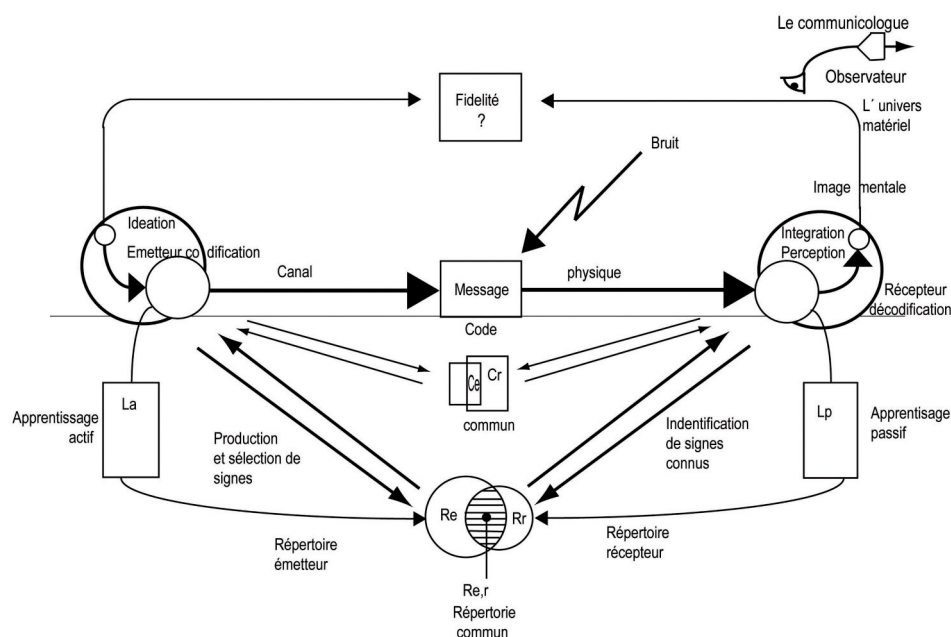 Le communicologue
Observateur
L´ univers
matériel
Fidelité
?
Bruit
Image mentale
Ideation
Emetteur codification
Integration
Perception
Canal
Message
physique
Récepteur
décodification
Code
Ce
Cr
commun
La
Apprentissage
actif
Production
et sélection de
signes
Indentification
de signes
connus
Lp
Apprentisage
passif
Re
Rr
Répertoire
émetteur
Répertoire
récepteur
Re,r
Répertorie
commun